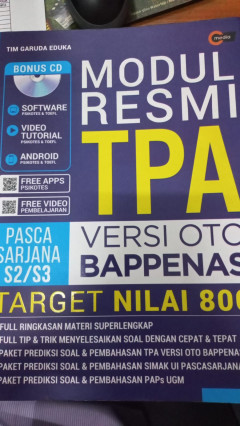 TIM GARUDA EDUKA
C media
BONUS CD
SOFTWARE
PSIKOTES & TOEFL
VIDEO
TUTORIAL
PSIKOTES & TOEFL
ANDROID
PSIKOTES & TOEFL
FREE APPS
PSIKOTES
FREE VIDEO
PEMBELAJARAN
MODUL
RESMI
TPA
PASCA
SARJANA
S2/S3
VERSI OTO
BAPPENAS
TARGET NILAI 800
FULL RINGKASAN MATERI SUPERLENGKAP
FULL TIP & TRIK MENYELESAIKAN SOAL DENGAN CEPAT & TEPAT
PAKET PREDIKSI SOAL & PEMBAHASAN TPA VERSI OTO BAPPENAS
PAKET PREDIKSI SOAL & PEMBAHASAN SIMAK UI PASCASARJANA
PAKET PREDIKSI SOAL & PEMBAHASAN PAPs UGM